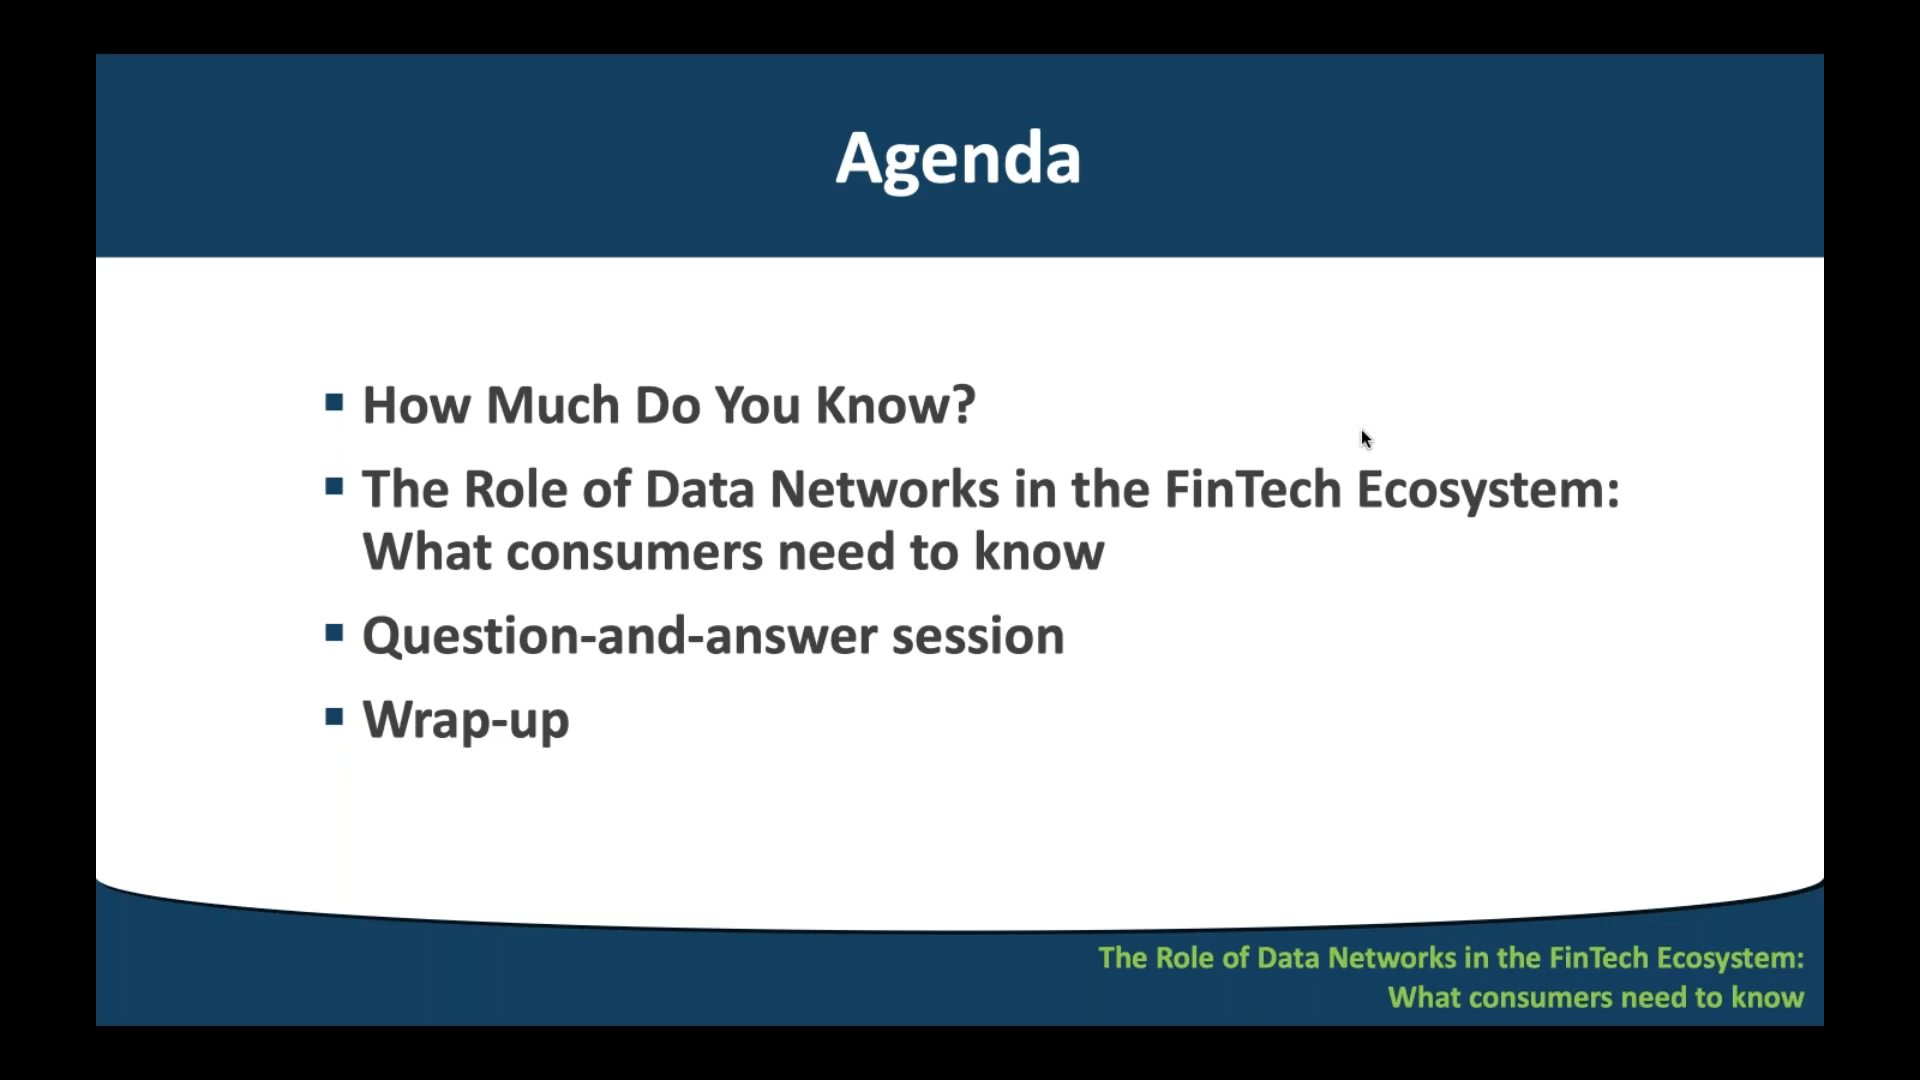 Agenda
How Much Do You Know?
The Role of Data Networks in the FinTech Ecosystem:
What consumers need to know
Question-and-answer session
Wrap-up
The Role of Data Networks in the FinTech Ecosystem:
What consumers need to know